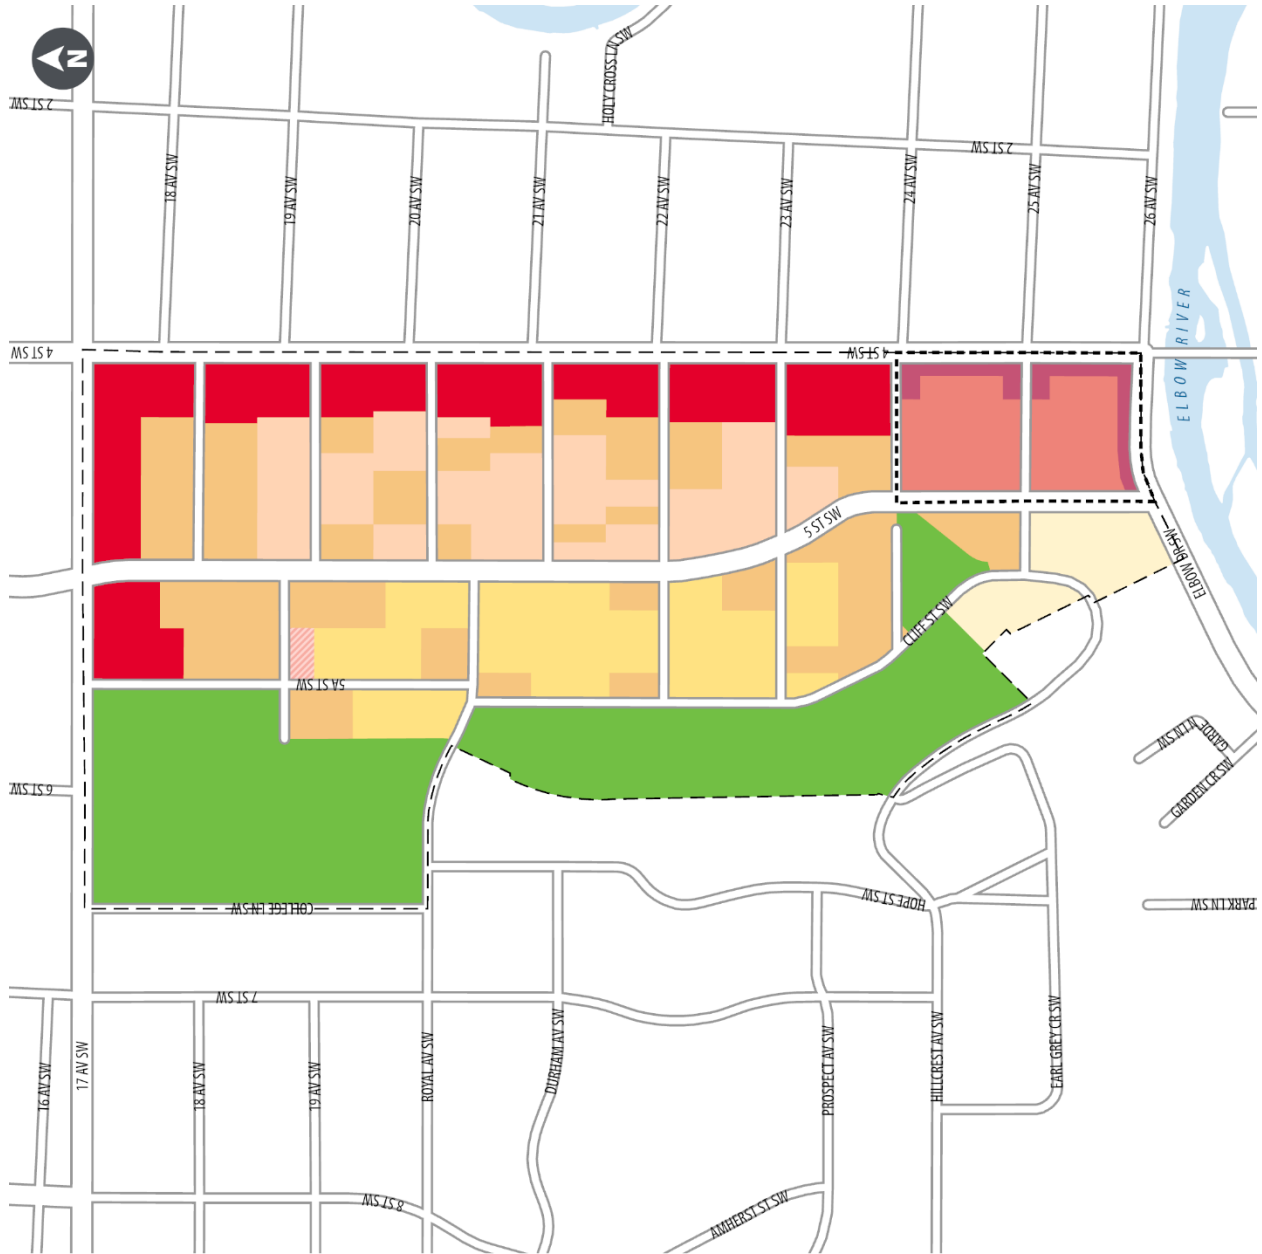 N
HOLY CROSS LN SW
2 ST SW
2 ST SW
18 AV SW
19 AV SW
20 AV SW
21 AV SW
22 AV SW
23 AV SW
24 AV SW
25 AV SW
26 AV SW
ELBOW RIVER
4 ST SW
4 ST SW
5 ST SW
ELBOW DR SW
ELBOW
CLIFF ST SW
5A ST SW
GARDEN LN SW
GARDEN CR SW
6 ST SW
COLLEGE LN SW
HOPE ST SW
PARK LN SW
7 ST SW
16 AV SW
17 AV SW
18 AV SW
19 AV SW
ROYAL AV SW
DURHAM AV SW
PROSPECT AV SW
HILLCREST AV SW
EARL GREY CR SW
8 ST SW
AMHERST ST SW